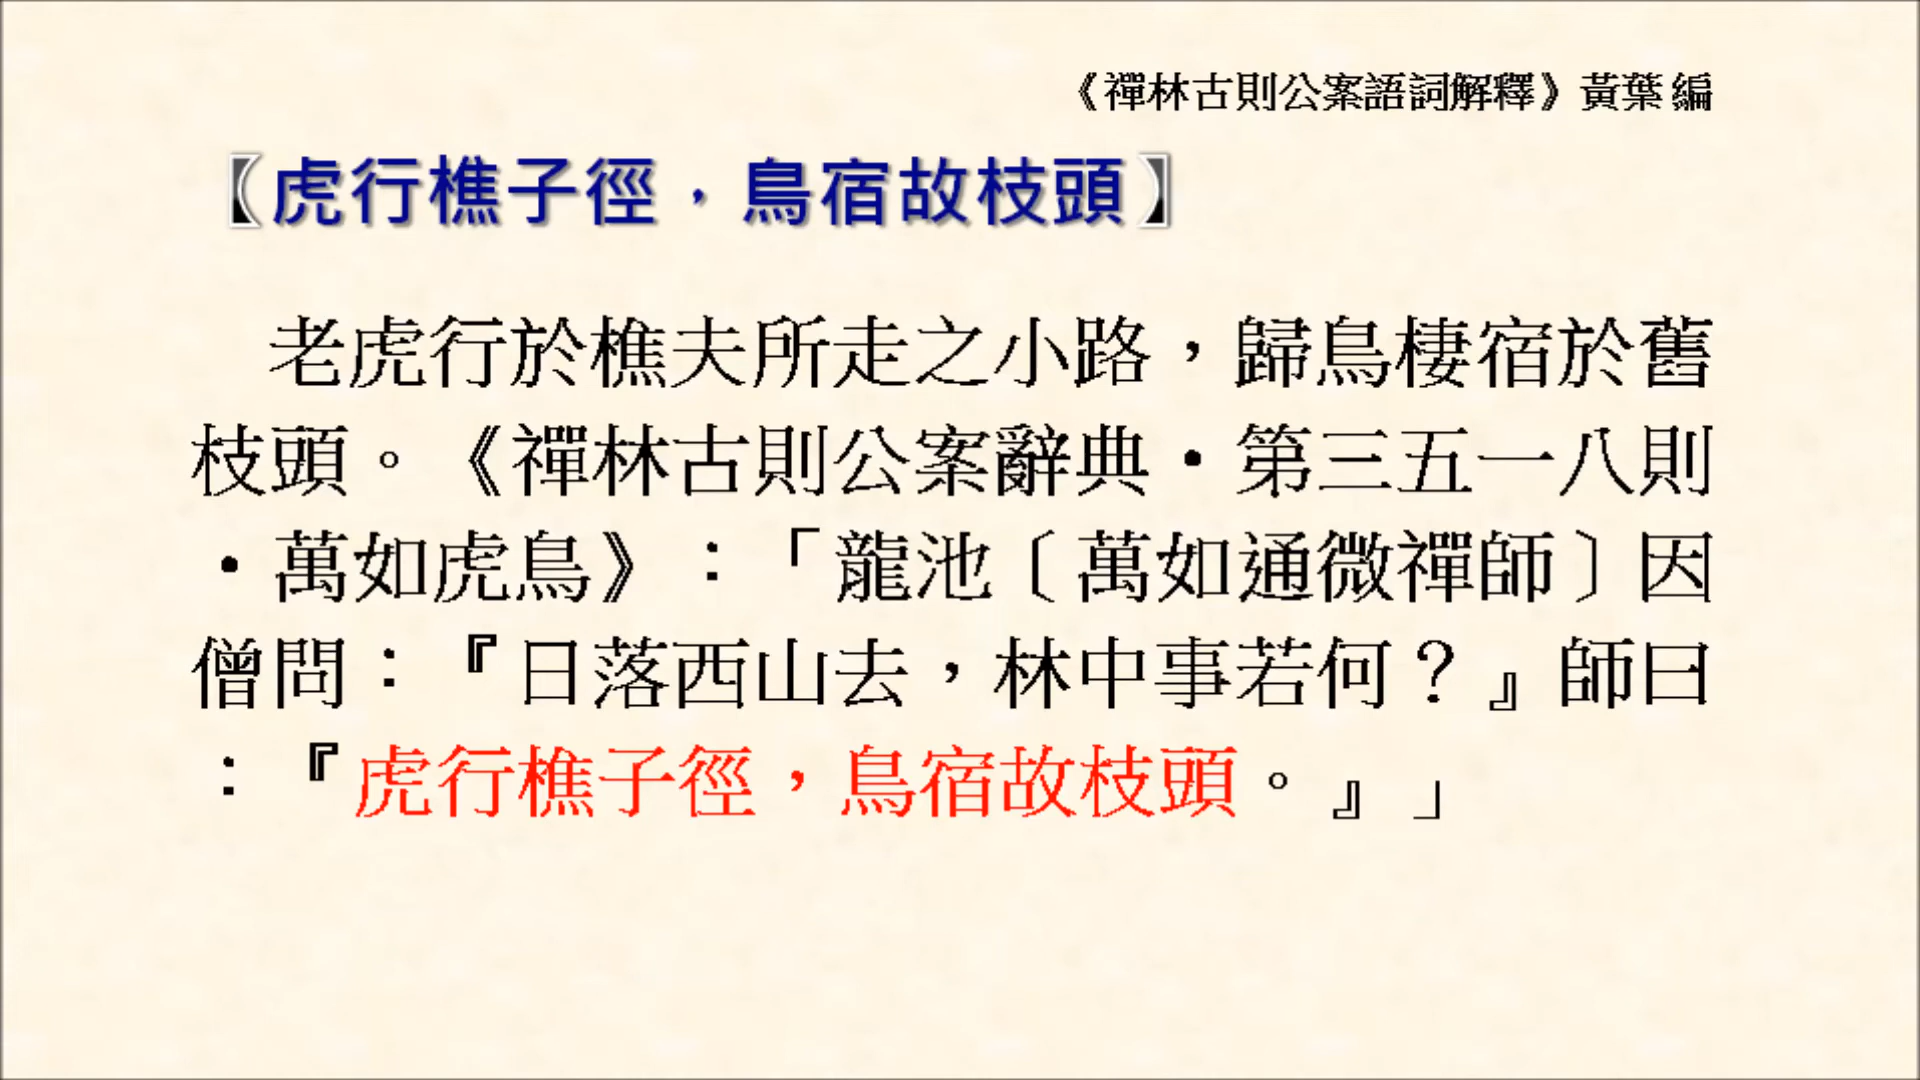 《禪林古則公案語詞解釋》黃葉 編
【虎行樵子徑，鳥宿故枝頭】
老虎行於樵夫所走之小路，歸鳥棲宿於舊
枝頭。《禪林古則公案辭典•第三五一八則
•萬如虎鳥》：「龍池〔萬如通微禪師〕因
僧問：『日落西山去，林中事若何？』師曰
：『虎行樵子徑，鳥宿故枝頭。』」